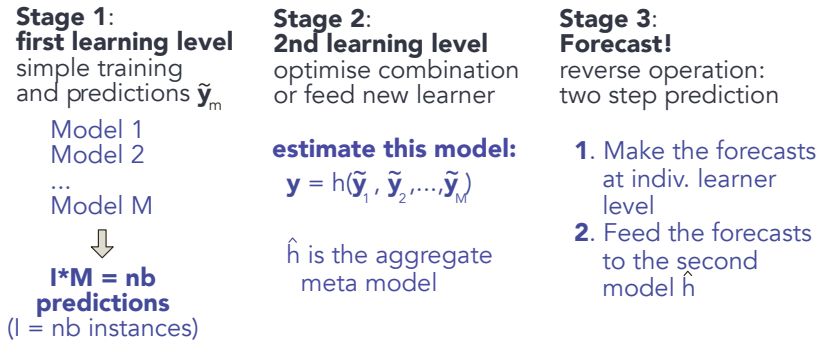 Stage 1:
first learning level
simple training
and predictions ỹₘ
Model 1
Model 2
...
Model M
I*M = nb
predictions
(I = nb instances)
Stage 2:
2nd learning level
optimise combination
or feed new learner
estimate this model:
y = h(ỹ₁, ỹ₂,...,ỹ_M)
ĥ is the aggregate
meta model
Stage 3:
Forecast!
reverse operation:
two step prediction
1. Make the forecasts
at indiv. learner
level
2. Feed the forecasts
to the second
model ĥ